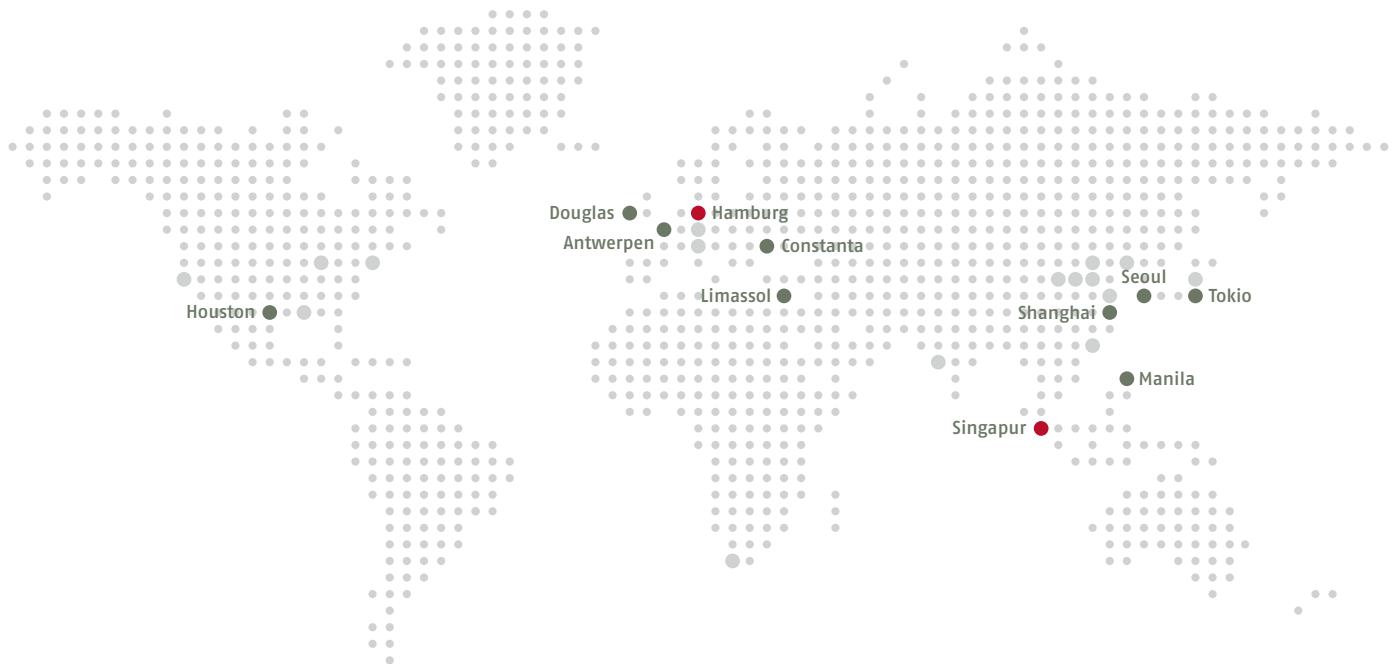 Douglas
Hamburg
Antwerpen
Constanta
Seoul
Limassol
Tokio
Houston
Shanghai
Manila
Singapur